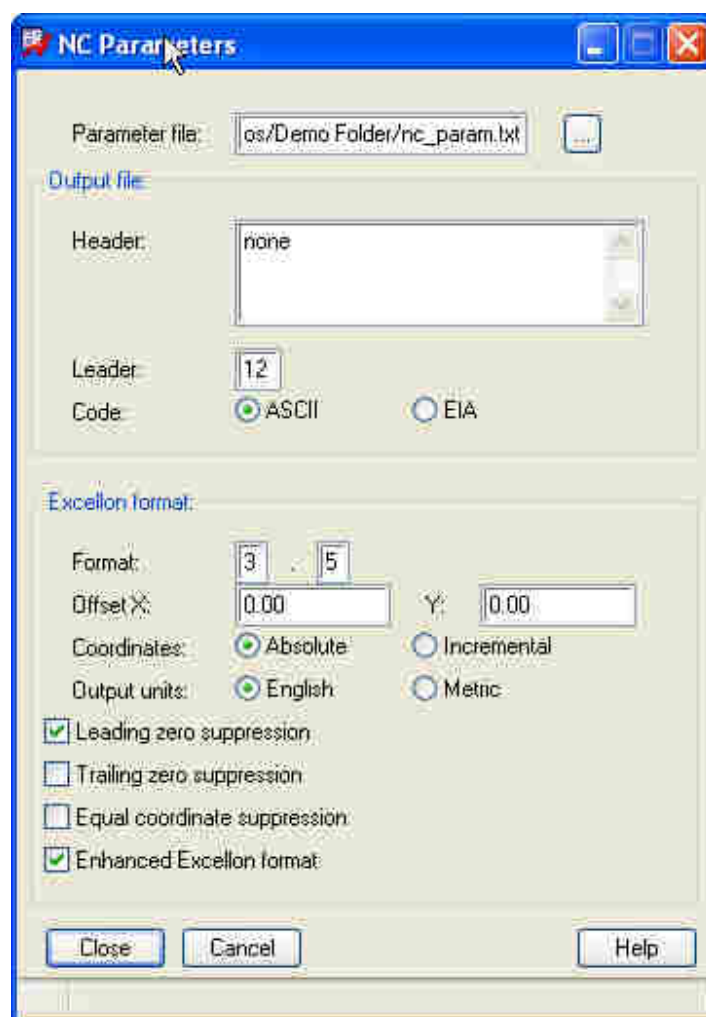 NC Parameters
Parameter file: os/Demo Folder/nc_param.txt ...
Output file:
Header: none
Leader: 12
Code: ASCII EIA
Excellon format:
Format: 3 . 5
Offset X: 0.00 Y: 0.00
Coordinates: Absolute Incremental
Output units: English Metric
Leading zero suppression
Trailing zero suppression
Equal coordinate suppression
Enhanced Excellon format
Close Cancel Help